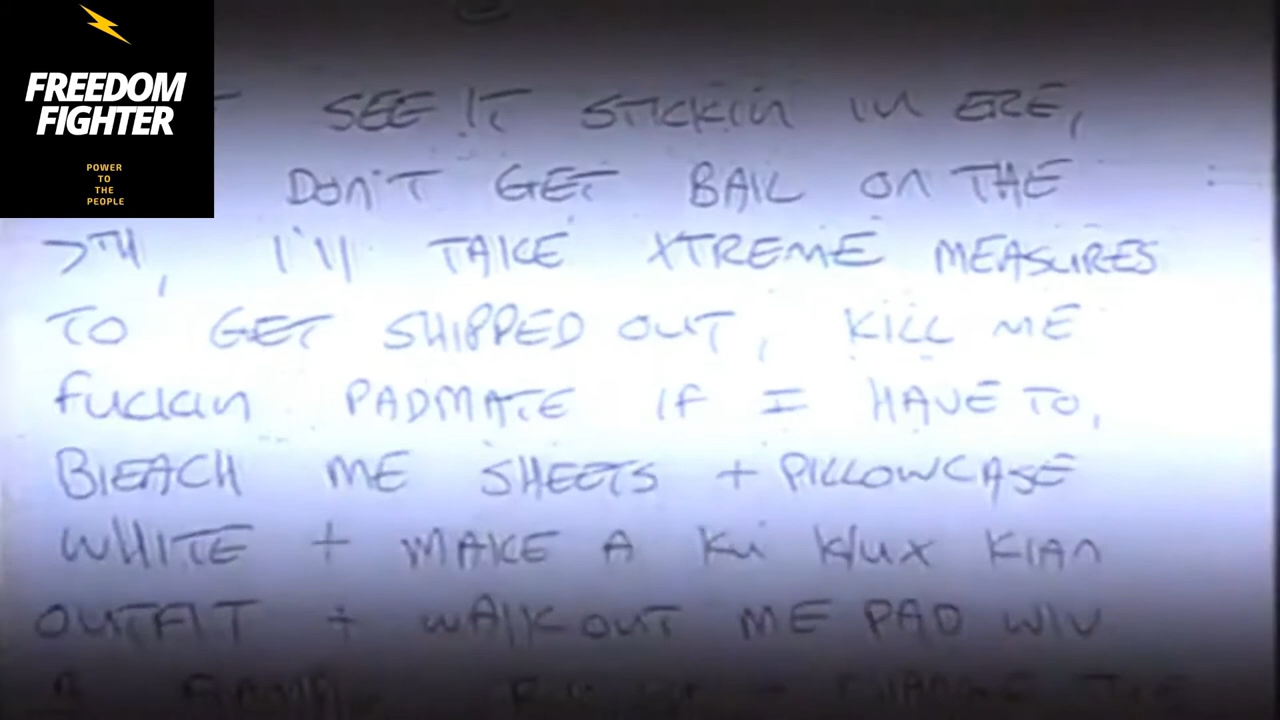 FREEDOM
FIGHTER
POWER
TO
THE
PEOPLE
SEE IT STICKIN IN ERE,
DON'T GET BAIL ON THE
7TH, I'll TAKE XTREME MEASURES
TO GET SHIPPED OUT, KILL ME
FUCKIN PADMATE IF I HAVE TO,
BLEACH ME SHEETS + PILLOWCASE
WHITE + MAKE A KU KLUX KLAN
OUTFIT + WALK OUT ME PAD WIV
A